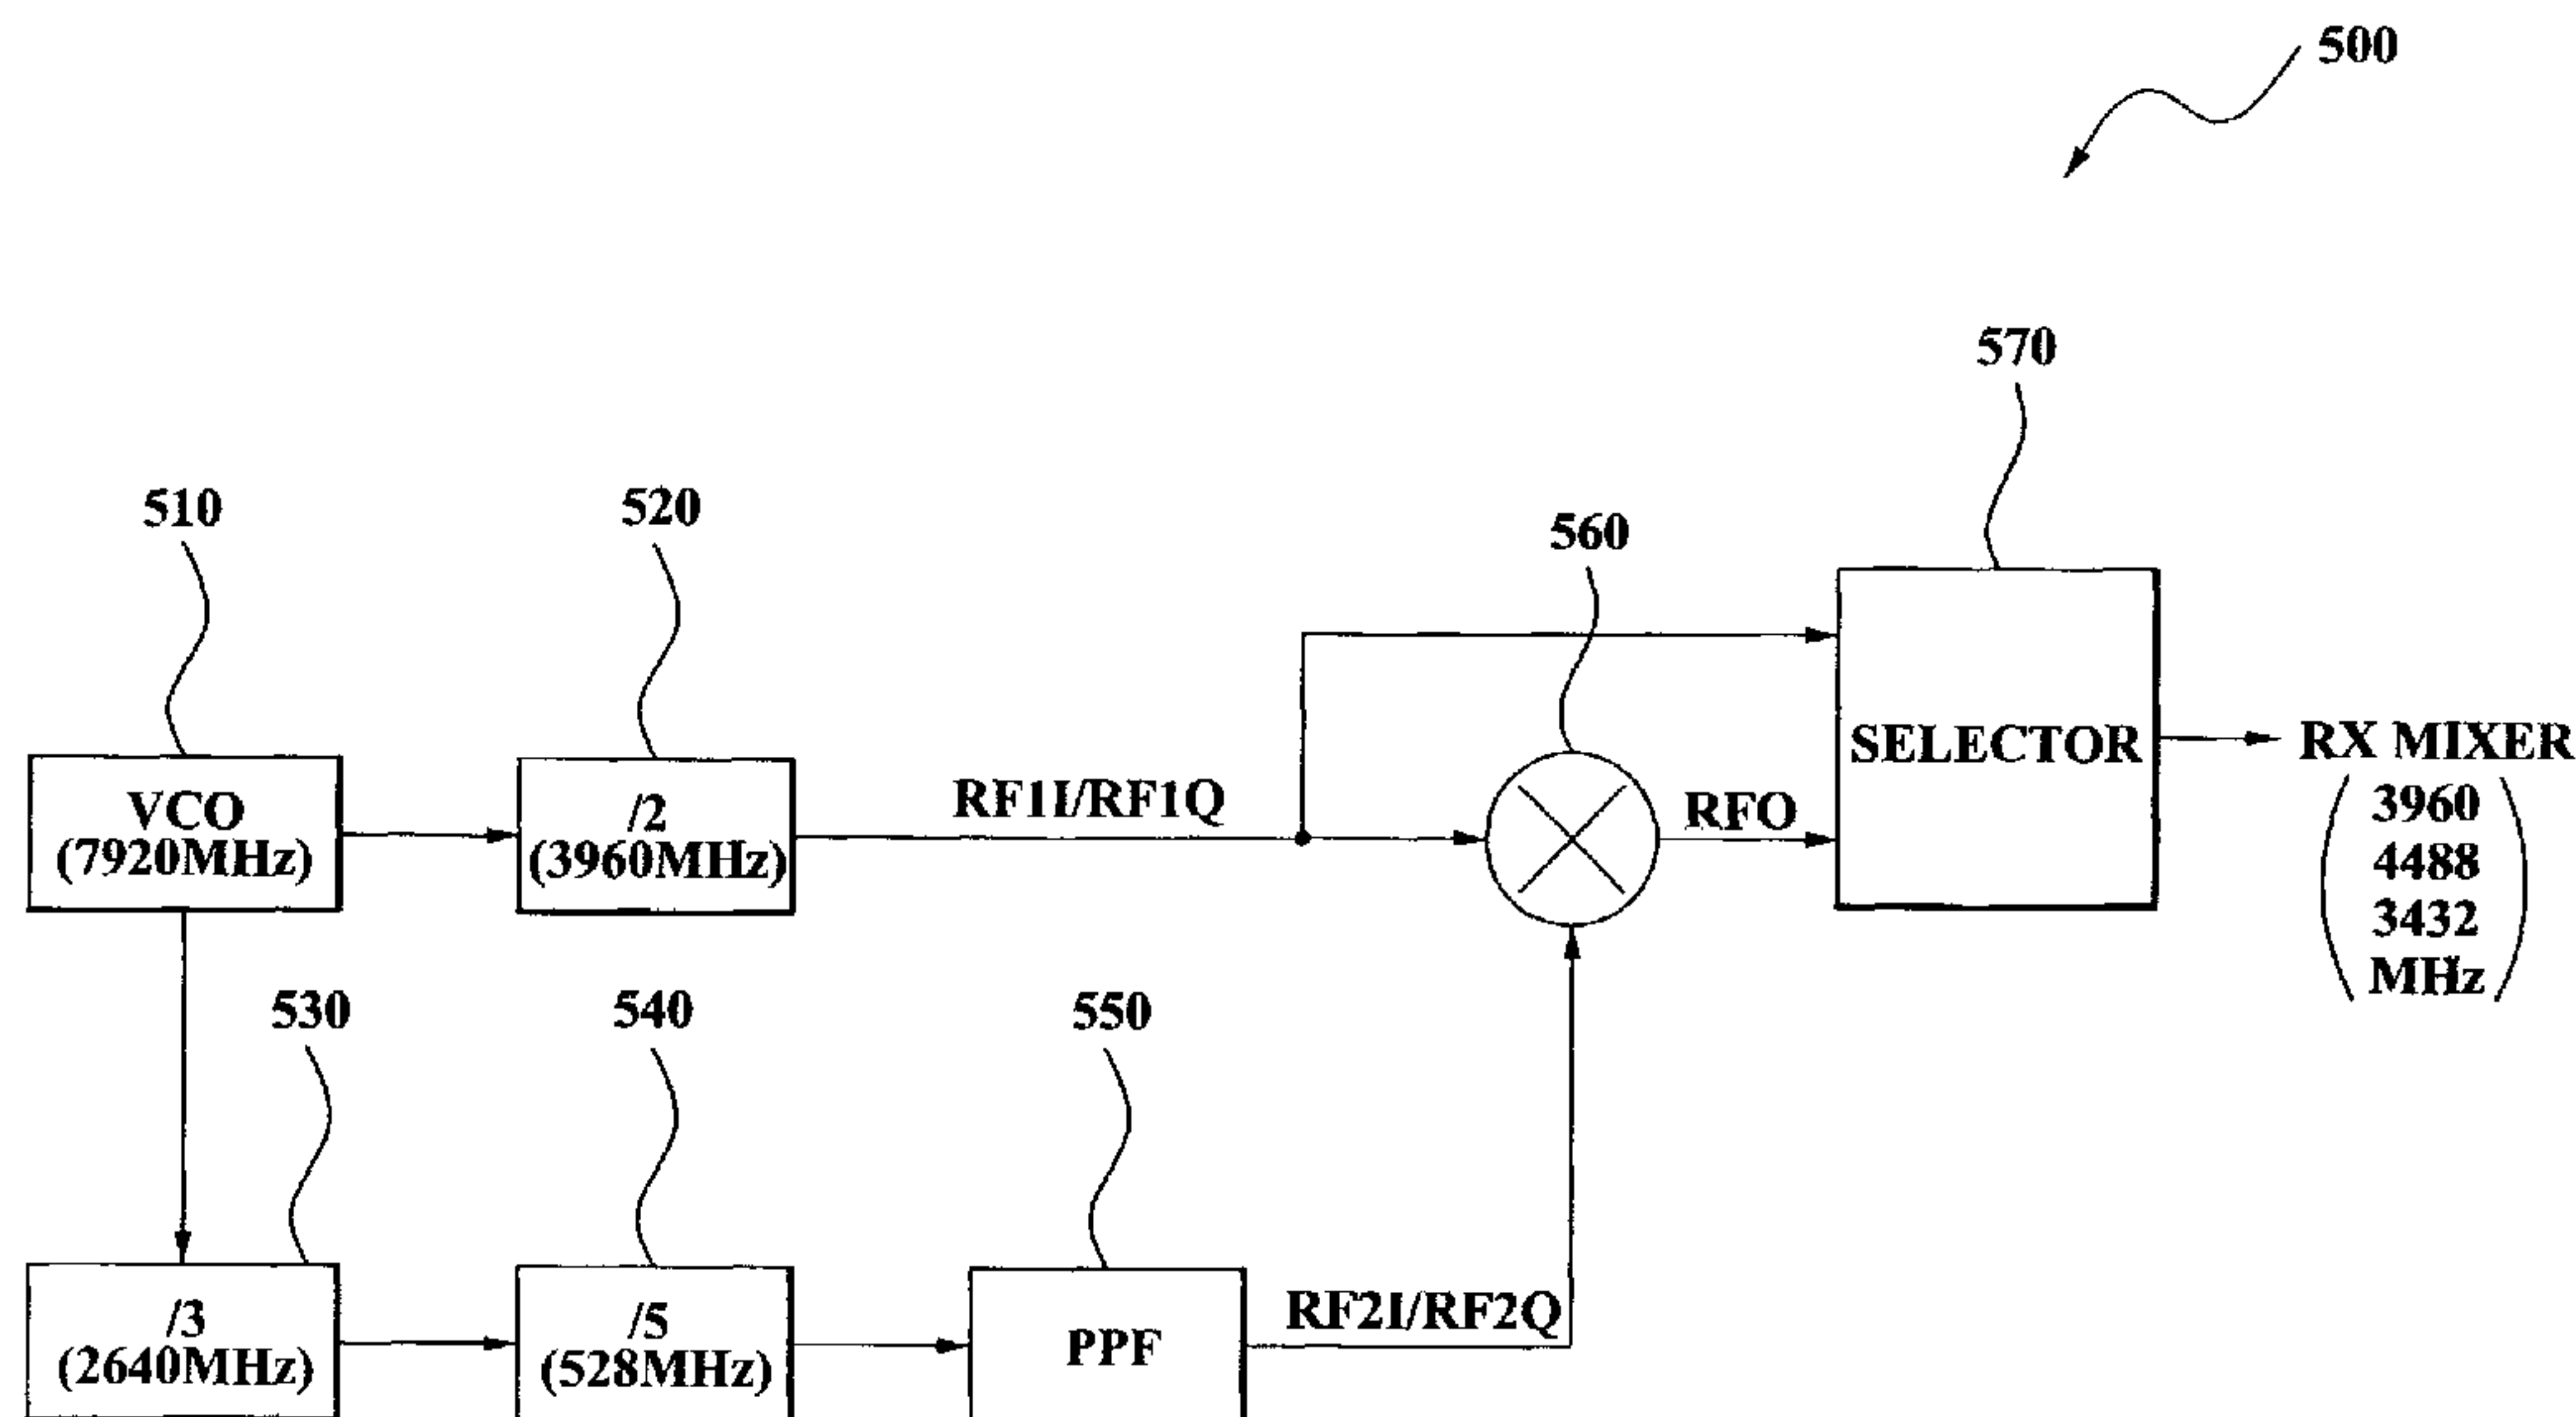 500
570
510
520
560
VCO
(7920MHz)
/2
(3960MHz)
RF1I/RF1Q
RFO
SELECTOR
RX MIXER
3960
4488
3432
MHz
530
540
550
/3
(2640MHz)
/5
(528MHz)
PPF
RF2I/RF2Q